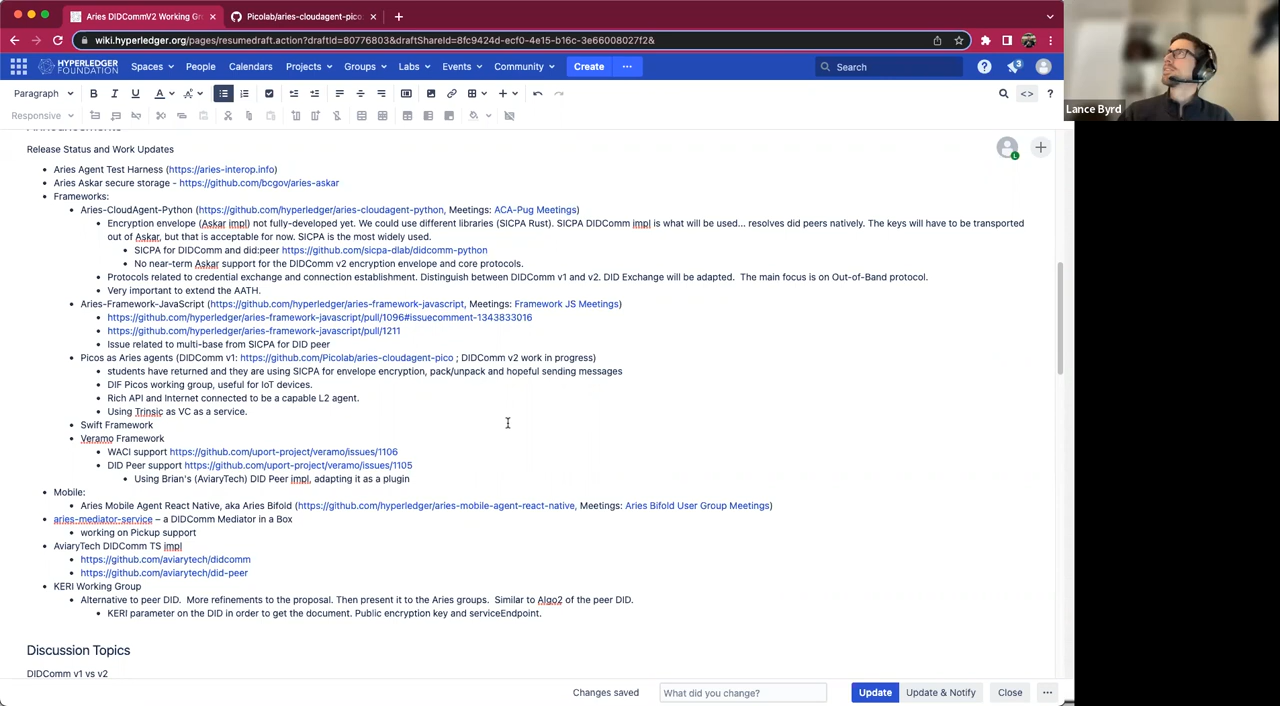 Aries DIDCommV2 Working Gr
Picolab/aries-cloudagent-pico
wiki.hyperledger.org/pages/resumedraft.action?draftId=80776803&draftShareId=8fc9424d-ecf0-4e15-b16c-3e66008027f2&
HYPERLEDGER FOUNDATION Spaces People Calendars Projects Groups Labs Events Community Create Search 3
Paragraph
Responsive
Lance Byrd
Announcements
Release Status and Work Updates
Aries Agent Test Harness (https://aries-interop.info)
Aries Askar secure storage - https://github.com/bcgov/aries-askar
Frameworks:
Aries-CloudAgent-Python (https://github.com/hyperledger/aries-cloudagent-python, Meetings: ACA-Pug Meetings)
Encryption envelope (Askar impl) not fully-developed yet. We could use different libraries (SICPA Rust). SICPA DIDComm impl is what will be used... resolves did peers natively. The keys will have to be transported
out of Askar, but that is acceptable for now. SICPA is the most widely used.
SICPA for DIDComm and did:peer https://github.com/sicpa-dlab/didcomm-python
No near-term Askar support for the DIDComm v2 encryption envelope and core protocols.
Protocols related to credential exchange and connection establishment. Distinguish between DIDComm v1 and v2. DID Exchange will be adapted. The main focus is on Out-of-Band protocol.
Very important to extend the AATH.
Aries-Framework-JavaScript (https://github.com/hyperledger/aries-framework-javascript, Meetings: Framework JS Meetings)
https://github.com/hyperledger/aries-framework-javascript/pull/1096#issuecomment-1343833016
https://github.com/hyperledger/aries-framework-javascript/pull/1211
Issue related to multi-base from SICPA for DID peer
Picos as Aries agents (DIDComm v1: https://github.com/Picolab/aries-cloudagent-pico ; DIDComm v2 work in progress)
students have returned and they are using SICPA for envelope encryption, pack/unpack and hopeful sending messages
DIF Picos working group, useful for IoT devices.
Rich API and Internet connected to be a capable L2 agent.
Using Trinsic as VC as a service.
Swift Framework
Veramo Framework
WACI support https://github.com/uport-project/veramo/issues/1106
DID Peer support https://github.com/uport-project/veramo/issues/1105
Using Brian's (AviaryTech) DID Peer impl, adapting it as a plugin
Mobile:
Aries Mobile Agent React Native, aka Aries Bifold (https://github.com/hyperledger/aries-mobile-agent-react-native, Meetings: Aries Bifold User Group Meetings)
aries-mediator-service – a DIDComm Mediator in a Box
working on Pickup support
AviaryTech DIDComm TS impl
https://github.com/aviarytech/didcomm
https://github.com/aviarytech/did-peer
KERI Working Group
Alternative to peer DID. More refinements to the proposal. Then present it to the Aries groups. Similar to Algo2 of the peer DID.
KERI parameter on the DID in order to get the document. Public encryption key and serviceEndpoint.
Discussion Topics
DIDComm v1 vs v2
Changes saved What did you change? Update Update & Notify Close